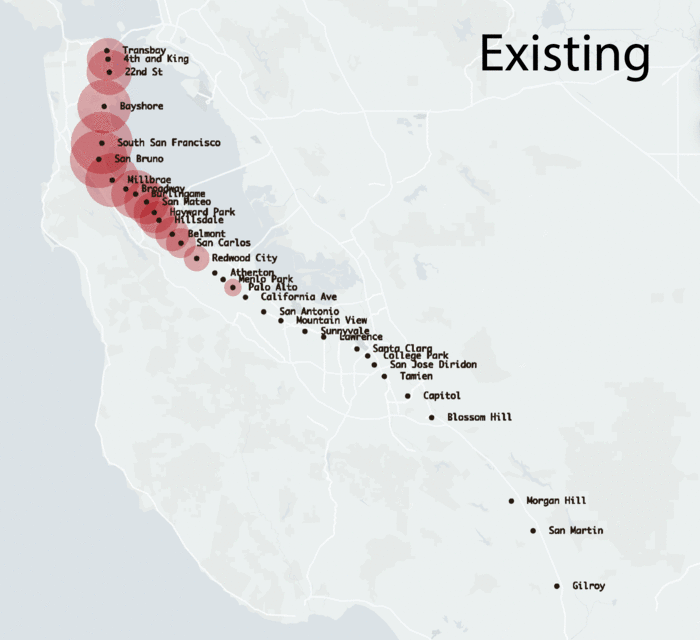 Existing
Transbay
4th and King
22nd St
Bayshore
South San Francisco
San Bruno
Millbrae
Broadway
Burlingame
San Mateo
Hayward Park
Hillsdale
Belmont
San Carlos
Redwood City
Atherton
Menlo Park
Palo Alto
California Ave
San Antonio
Mountain View
Sunnyvale
Lawrence
Santa Clara
College Park
San Jose Diridon
Tamien
Capitol
Blossom Hill
Morgan Hill
San Martin
Gilroy